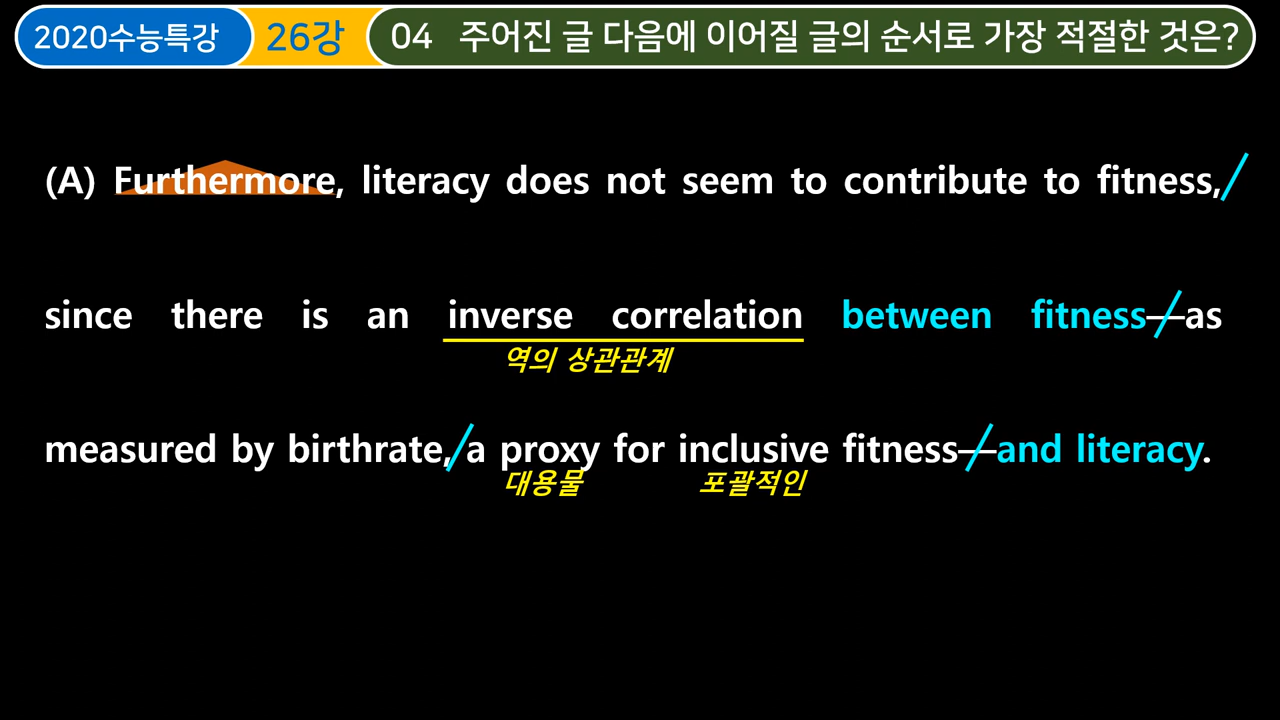 2020수능특강 26강 04 주어진 글 다음에 이어질 글의 순서로 가장 적절한 것은?
(A) Furthermore, literacy does not seem to contribute to fitness,
since there is an inverse correlation between fitness—as
역의 상관관계
measured by birthrate, a proxy for inclusive fitness—and literacy.
대용물 포괄적인